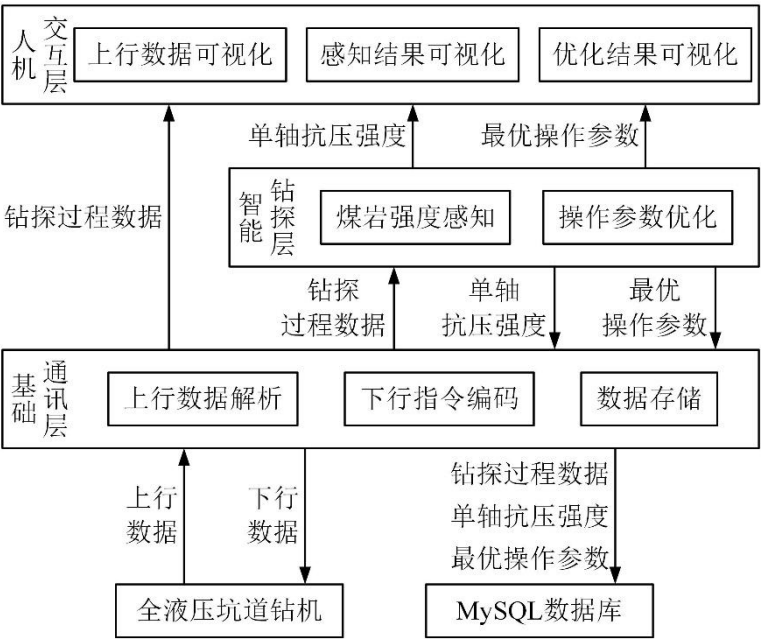 人机
交互层
上行数据可视化
感知结果可视化
优化结果可视化
单轴抗压强度
最优操作参数
钻探过程数据
智能
钻探层
煤岩强度感知
操作参数优化
钻探
过程数据
单轴
抗压强度
最优
操作参数
基础
通讯层
上行数据解析
下行指令编码
数据存储
上行
数据
下行
数据
钻探过程数据
单轴抗压强度
最优操作参数
全液压坑道钻机
MySQL数据库